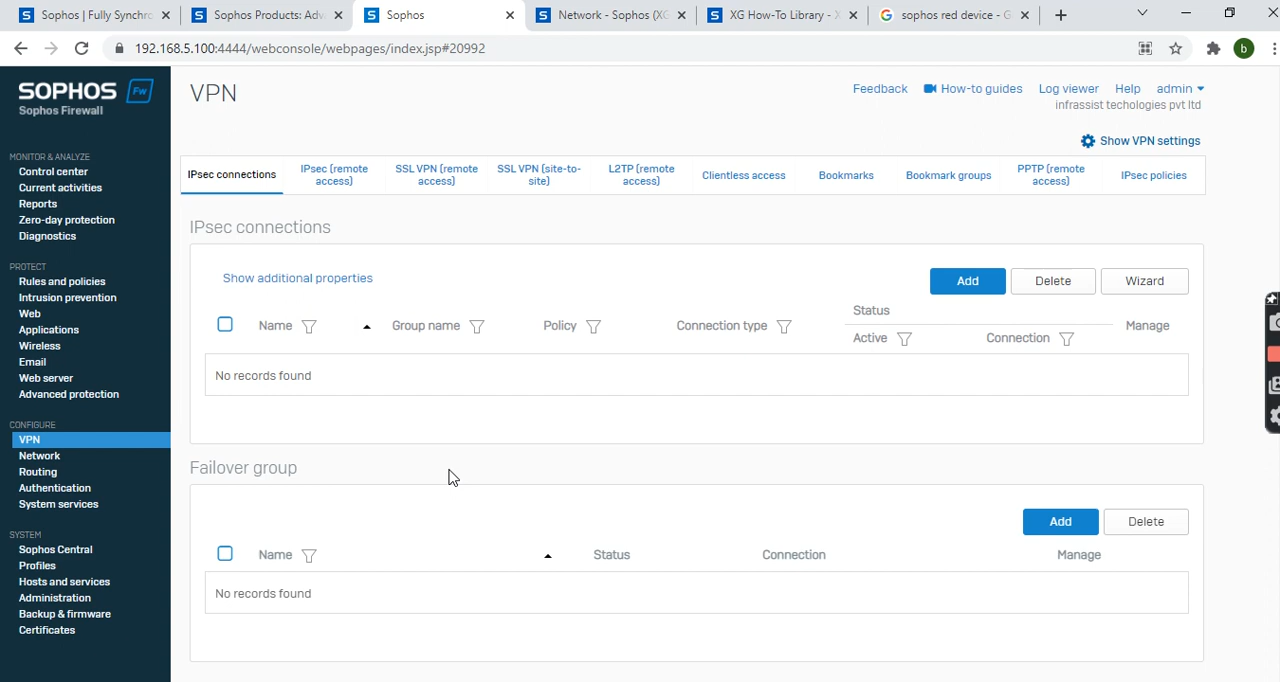 Sophos | Fully Synchro
Sophos Products: Adv
Sophos
Network - Sophos (XG
XG How-To Library - X
sophos red device - G
192.168.5.100:4444/webconsole/webpages/index.jsp#20992
b
SOPHOS Fw
Sophos Firewall
VPN
Feedback How-to guides Log viewer Help admin
infrassist techologies pvt ltd
Show VPN settings
MONITOR & ANALYZE
Control center
Current activities
Reports
Zero-day protection
Diagnostics
PROTECT
Rules and policies
Intrusion prevention
Web
Applications
Wireless
Email
Web server
Advanced protection
CONFIGURE
VPN
Network
Routing
Authentication
System services
SYSTEM
Sophos Central
Profiles
Hosts and services
Administration
Backup & firmware
Certificates
IPsec connections
IPsec (remote
access)
SSL VPN (remote
access)
SSL VPN (site-to-
site)
L2TP (remote
access)
Clientless access
Bookmarks
Bookmark groups
PPTP (remote
access)
IPsec policies
IPsec connections
Show additional properties
Add Delete Wizard
Status
Name Group name Policy Connection type Manage
Active Connection
No records found
Failover group
Add Delete
Name Status Connection Manage
No records found